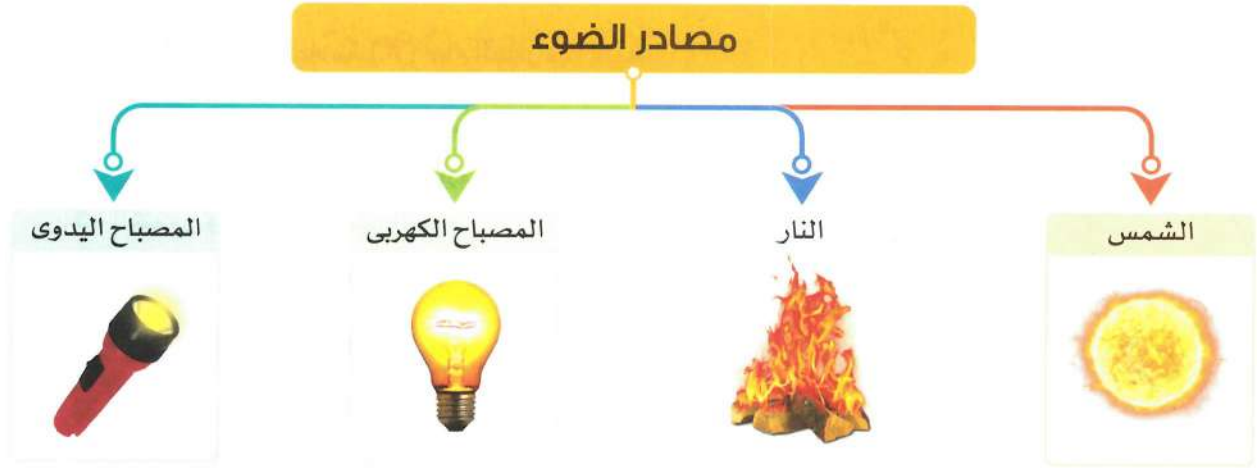 مصادر الضوء
الشمس
النار
المصباح الكهربى
المصباح اليدوى